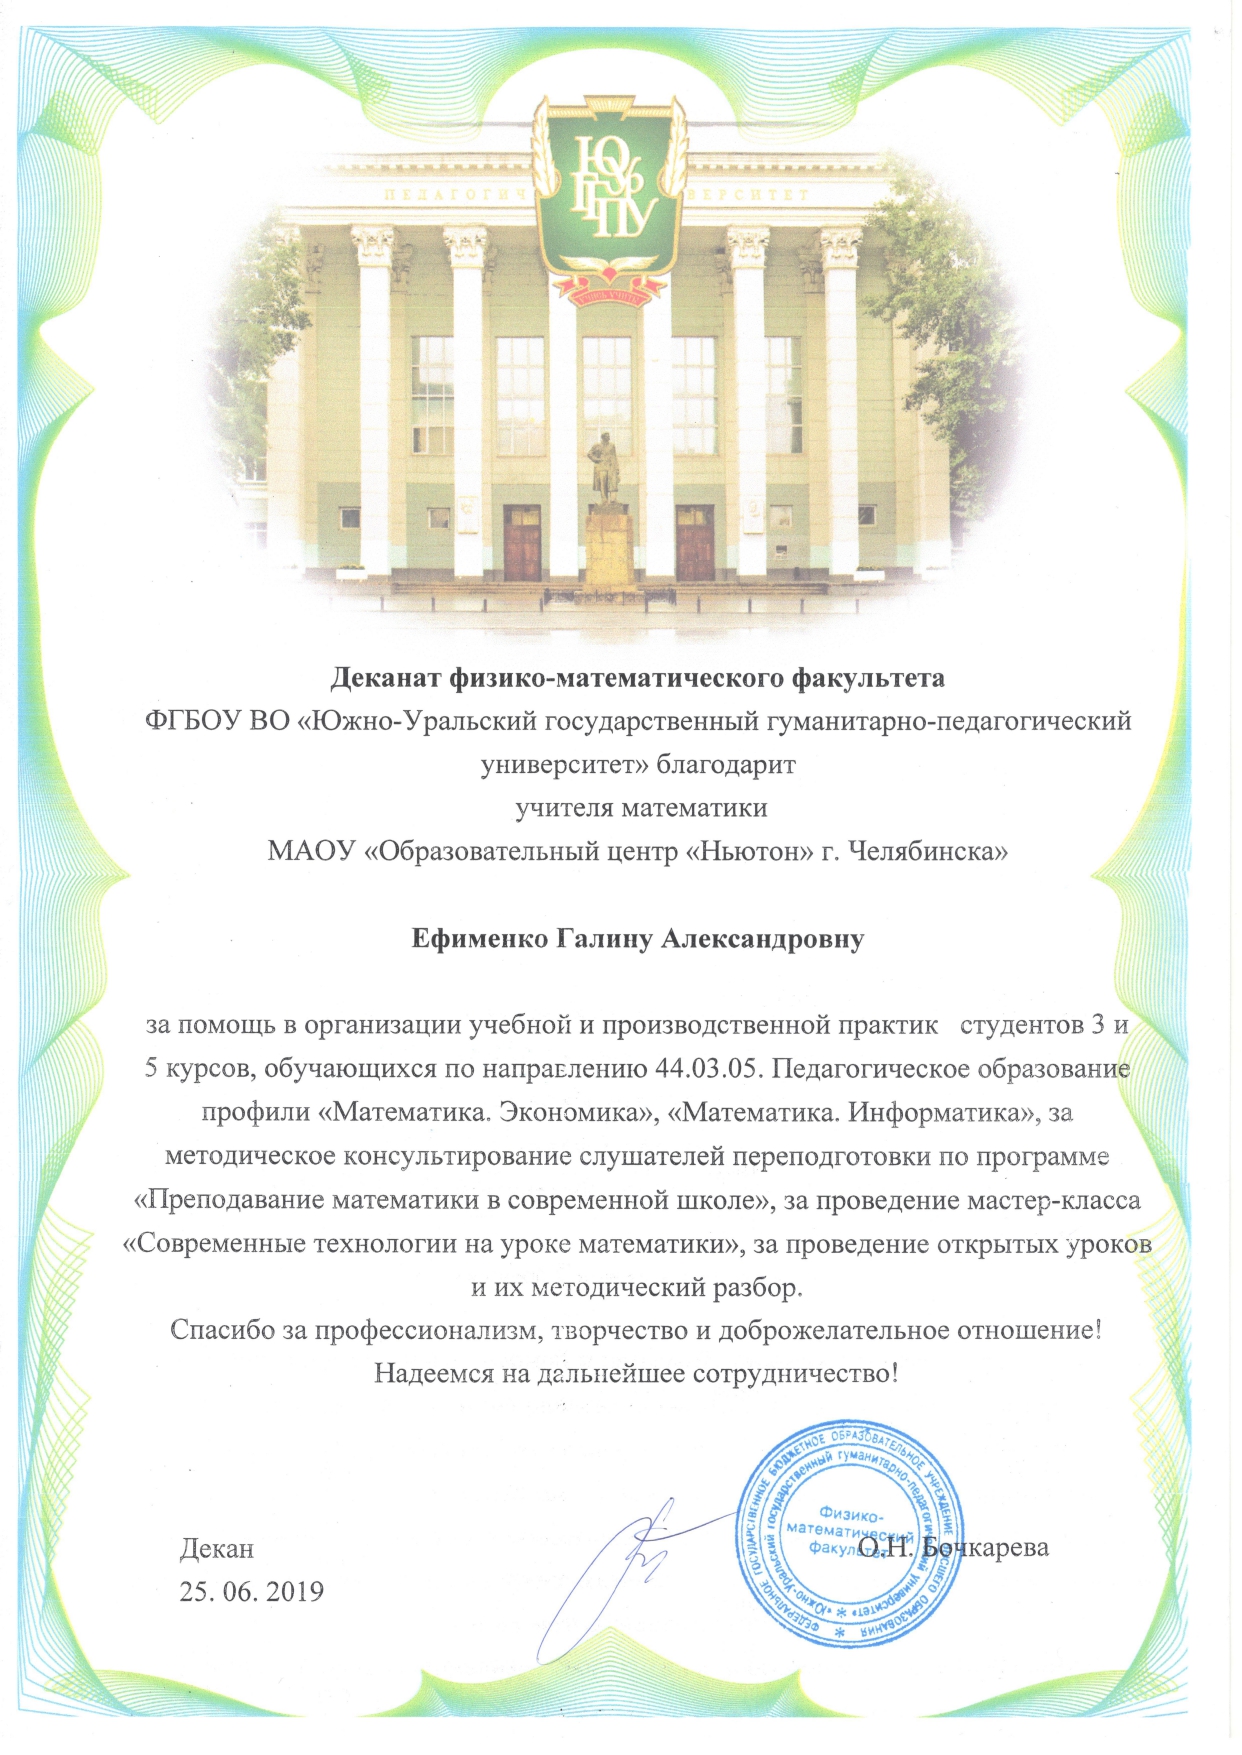 ПЕДАГОГИЧ
ВЕРСИТЕТ
ЮУр
ГГПУ
УЧИСЬ УЧИТЬ
Деканат физико-математического факультета
ФГБОУ ВО «Южно-Уральский государственный гуманитарно-педагогический
университет» благодарит
учителя математики
МАОУ «Образовательный центр «Ньютон» г. Челябинска»
Ефименко Галину Александровну
за помощь в организации учебной и производственной практик студентов 3 и
5 курсов, обучающихся по направлению 44.03.05. Педагогическое образование
профили «Математика. Экономика», «Математика. Информатика», за
методическое консультирование слушателей переподготовки по программе
«Преподавание математики в современной школе», за проведение мастер-класса
«Современные технологии на уроке математики», за проведение открытых уроков
и их методический разбор.
Спасибо за профессионализм, творчество и доброжелательное отношение!
Надеемся на дальнейшее сотрудничество!
ФЕДЕРАЛЬНОЕ ГОСУДАРСТВЕННОЕ БЮДЖЕТНОЕ ОБРАЗОВАТЕЛЬНОЕ УЧРЕЖДЕНИЕ ВЫСШЕГО ОБРАЗОВАНИЯ
«Южно-Уральский государственный гуманитарно-педагогический университет»
Физико-
математический
факультет
Декан
О.Н. Бочкарева
25. 06. 2019